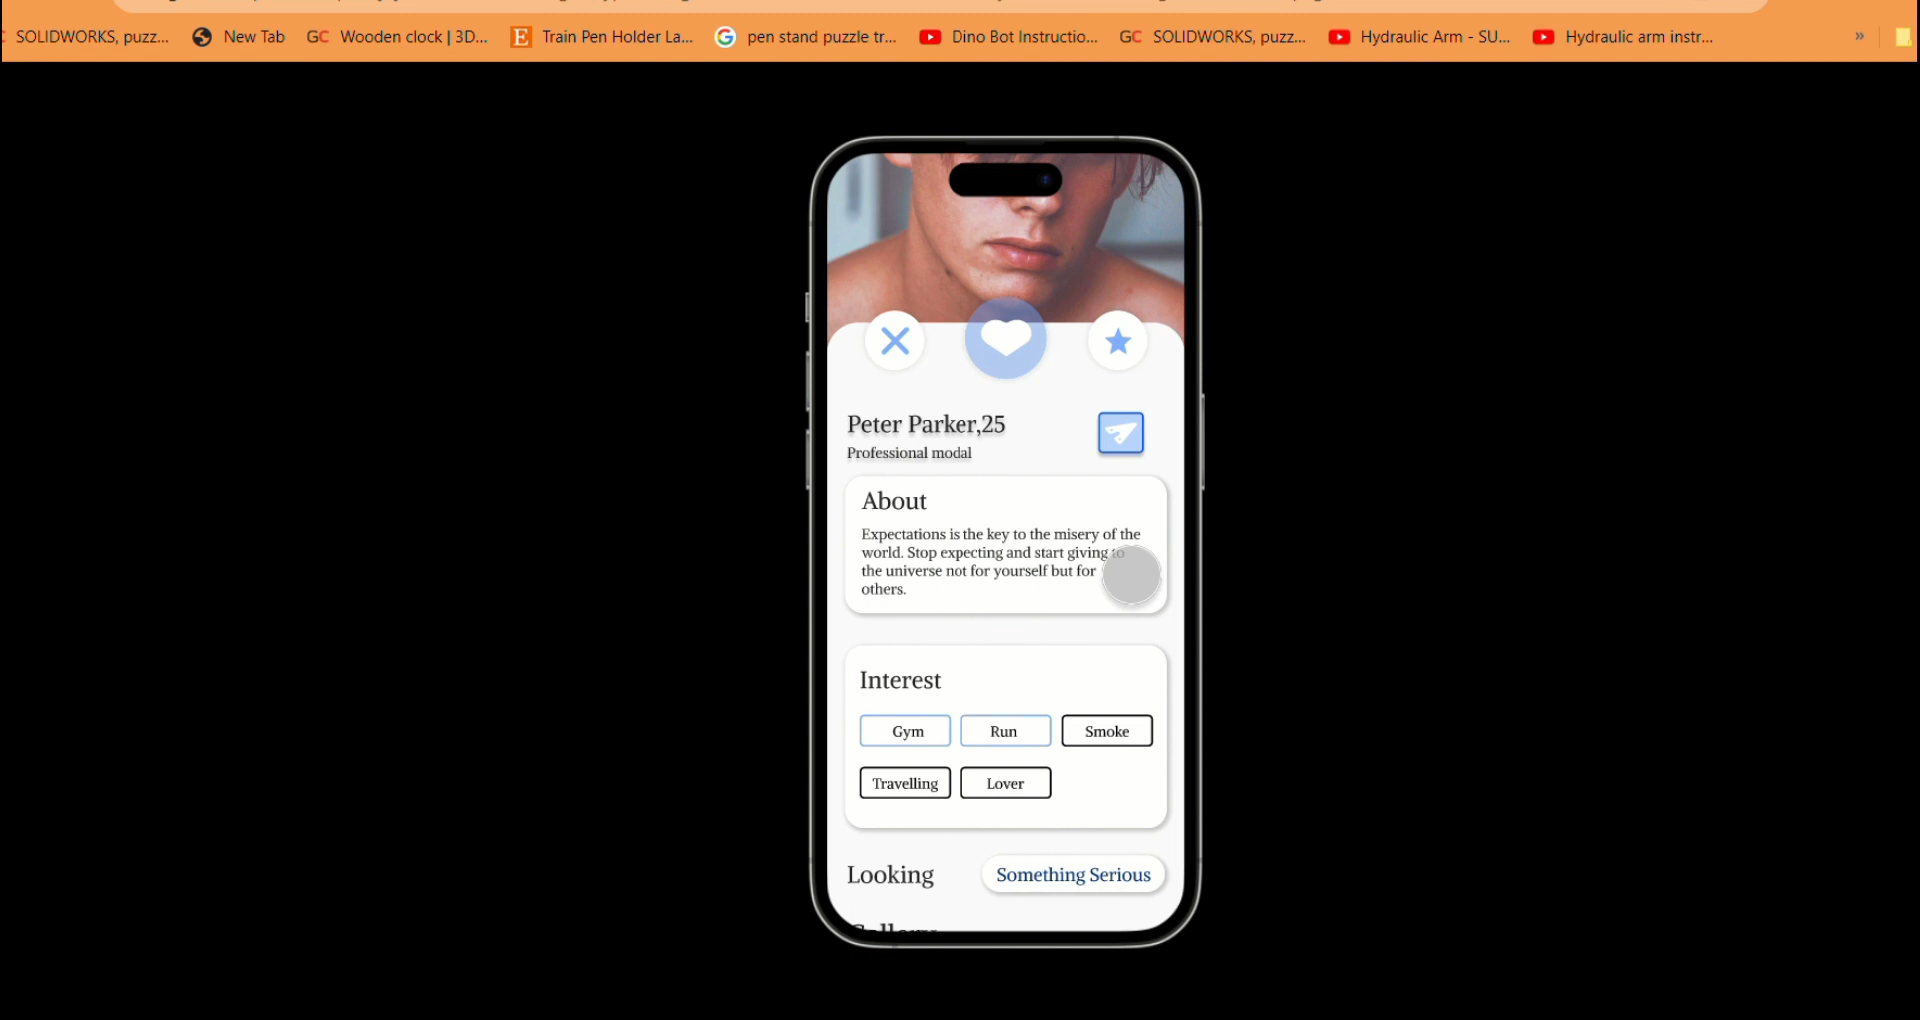 SOLIDWORKS, puzz...
New Tab
GC Wooden clock | 3D...
E Train Pen Holder La...
G pen stand puzzle tr...
Dino Bot Instructio...
GC SOLIDWORKS, puzz...
Hydraulic Arm - SU...
Hydraulic arm instr...
»
Peter Parker,25
Professional modal
About
Expectations is the key to the misery of the
world. Stop expecting and start giving to
the universe not for yourself but for
others.
Interest
Gym Run Smoke
Travelling Lover
Looking Something Serious
Gallery